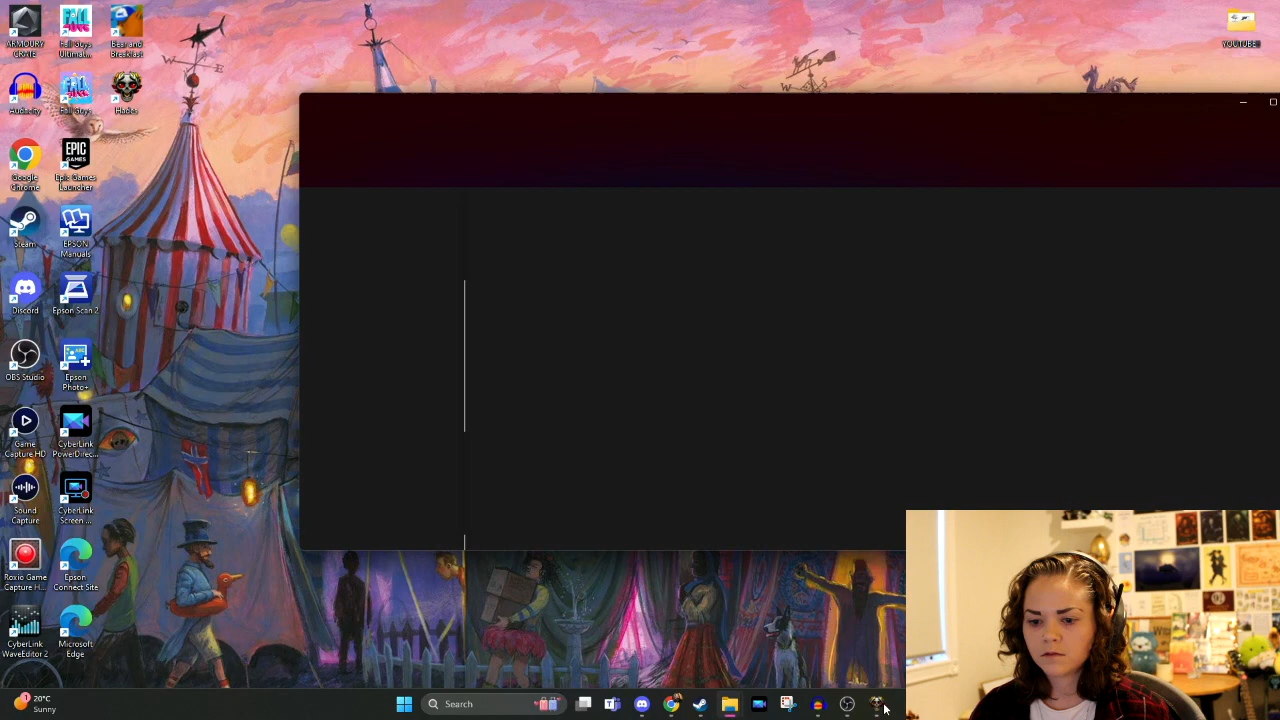 ARMOURY
CRATE
Fall Guys
Ultimat...
Bear and
Breakfast
YOUTUBE!!
Audacity
Fall Guys
Hades
Google
Chrome
EPIC
GAMES
Epic Games
Launcher
Steam
EPSON
Manuals
Discord
Epson Scan 2
OBS Studio
Epson
Photo+
Game
Capture HD
CyberLink
PowerDirec...
Sound
Capture
CyberLink
Screen ...
Roxio Game
Capture H...
Epson
Connect Site
CyberLink
WaveEditor 2
Microsoft
Edge
1
20°C
Sunny
Search